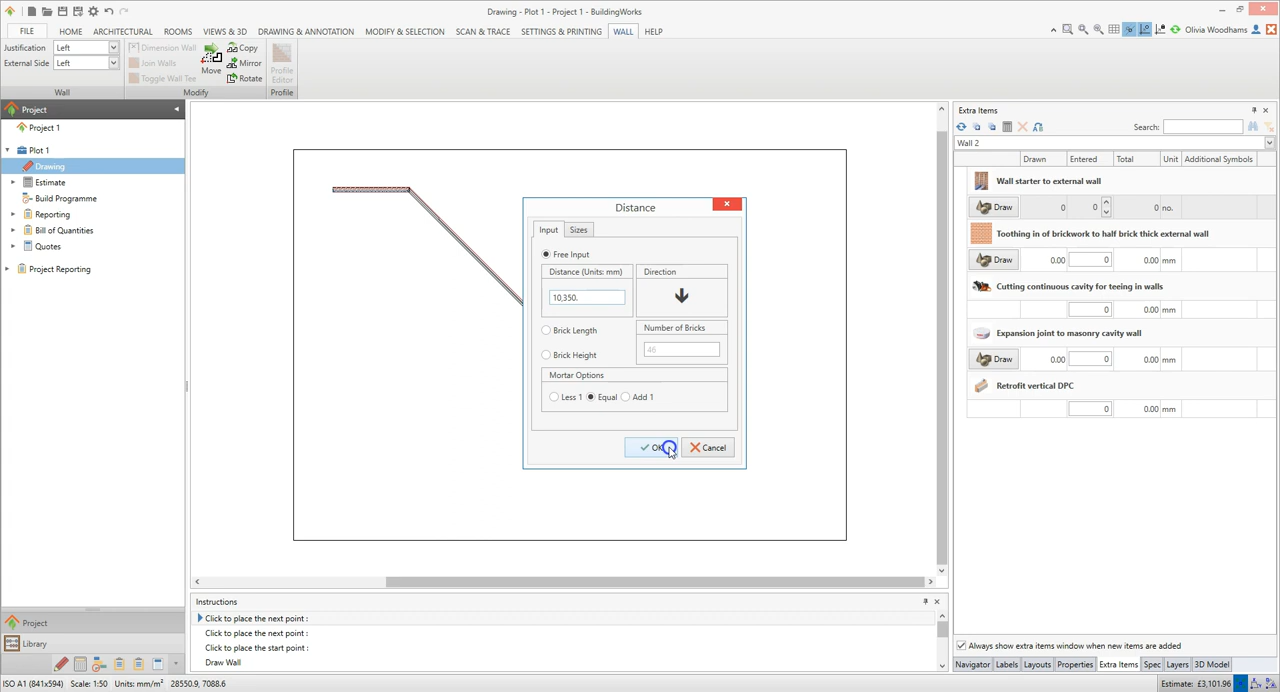 Drawing - Plot 1 - Project 1 - BuildingWorks
FILE HOME ARCHITECTURAL ROOMS VIEWS & 3D DRAWING & ANNOTATION MODIFY & SELECTION SCAN & TRACE SETTING & PRINTING WALL HELP
Olivia Woodhams
Justification Left
External Side Left
Wall
Dimension Wall
Join Walls
Toggle Wall Tee
Move
Copy
Mirror
Rotate
Modify
Profile Editor
Profile
Project
Project 1
Plot 1
Drawing
Estimate
Build Programme
Reporting
Bill of Quantities
Quotes
Project Reporting
Project
Library
Distance
Input Sizes
Free Input
Distance (Units: mm) Direction
10,350.
Brick Length
Number of Bricks
46
Brick Height
Mortar Options
Less 1 Equal Add 1
OK Cancel
Instructions
Click to place the next point :
Click to place the next point :
Click to place the start point :
Draw Wall
Extra Items
Search:
Wall 2
Drawn Entered Total Unit Additional Symbols
Wall starter to external wall
Draw 0 0 0 no.
Toothing in of brickwork to half brick thick external wall
Draw 0.00 0 0.00 mm
Cutting continuous cavity for teeing in walls
0 0.00 mm
Expansion joint to masonry cavity wall
Draw 0.00 0 0.00 mm
Retrofit vertical DPC
0 0.00 mm
Always show extra items window when new items are added
Navigator Labels Layouts Properties Extra Items Spec Layers 3D Model
ISO A1 (841x594) Scale: 1:50 Units: mm/m² 28550.9, 7088.6
Estimate: £3,101.96